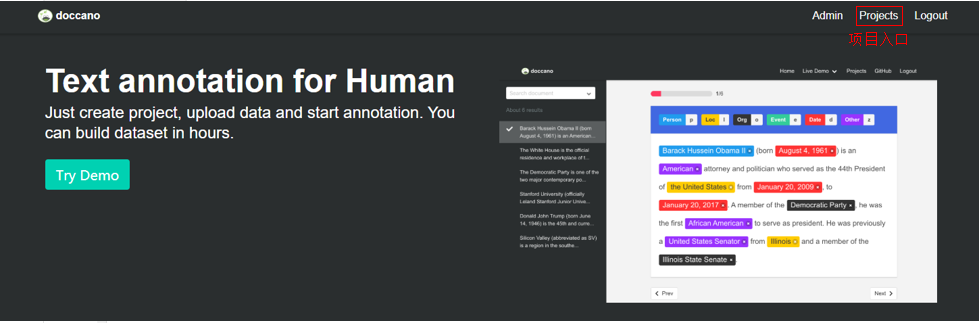 doccano
Admin Projects Logout
项目入口
Text annotation for Human
Just create project, upload data and start annotation. You
can build dataset in hours.
Try Demo
doccano
Home Live Demo Projects GitHub Logout
Search document
About 6 results
Barack Hussein Obama II (born
August 4, 1961) is an American...
The White House is the official
residence and workplace of t...
The Democratic Party is one of the
two major contemporary po...
Stanford University (officially
Leland Stanford Junior Unive...
Donald John Trump (born June
14, 1946) is the 45th and curre...
Silicon Valley (abbreviated as SV)
is a region in the southe...
1/6
Person p Loc l Org o Event e Date d Other z
Barack Hussein Obama II (born August 4, 1961), is an
American attorney and politician who served as the 44th President
of the United States from January 20, 2009, to
January 20, 2017. A member of the Democratic Party, he was
the first African American to serve as president. He was previously
a United States Senator from Illinois and a member of the
Illinois State Senate
Prev Next